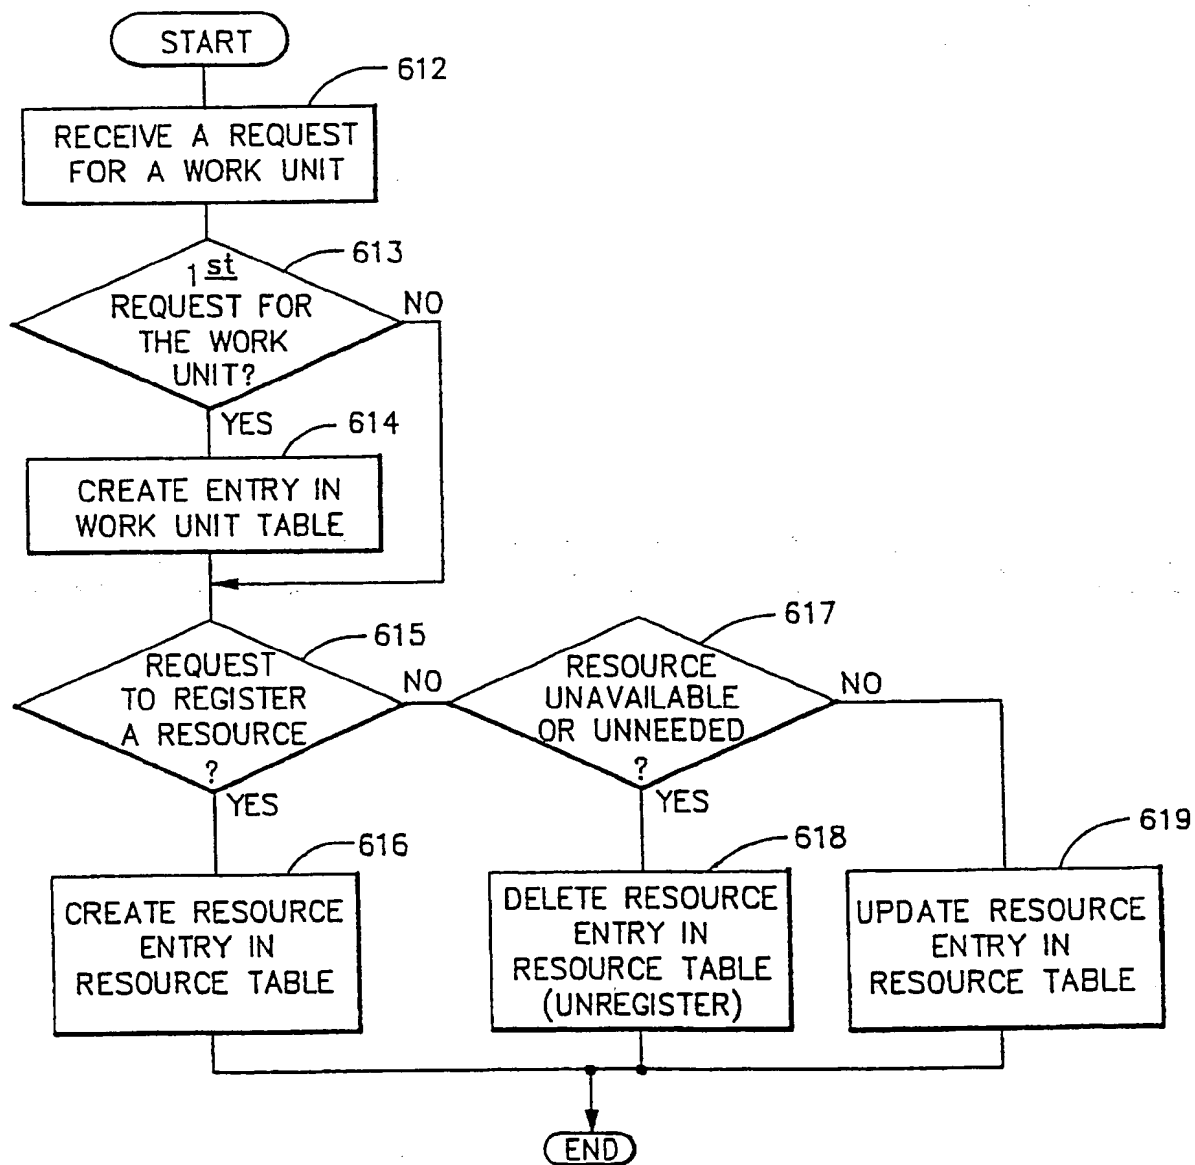 START
612
RECEIVE A REQUEST
FOR A WORK UNIT
613
1st
REQUEST FOR
THE WORK
UNIT?
NO
YES
614
CREATE ENTRY IN
WORK UNIT TABLE
615
REQUEST
TO REGISTER
A RESOURCE
?
NO
YES
617
RESOURCE
UNAVAILABLE
OR UNNEEDED
?
NO
YES
616
CREATE RESOURCE
ENTRY IN
RESOURCE TABLE
618
DELETE RESOURCE
ENTRY IN
RESOURCE TABLE
(UNREGISTER)
619
UPDATE RESOURCE
ENTRY IN
RESOURCE TABLE
END